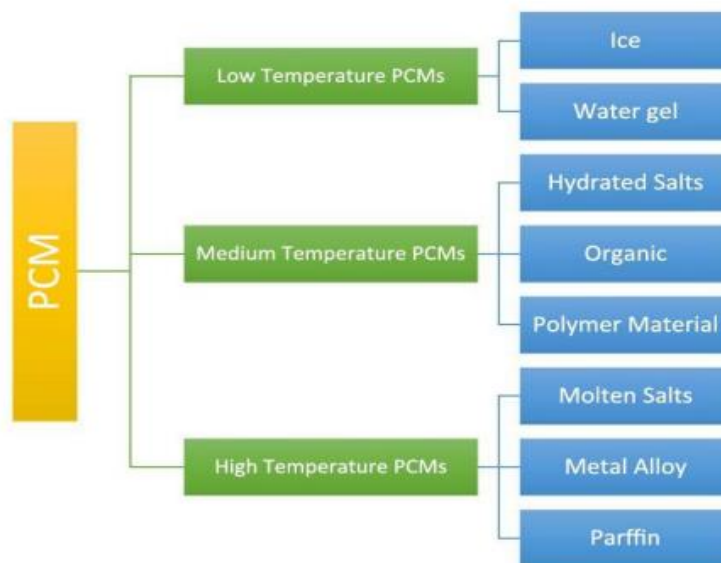 PCM
Low Temperature PCMs
Ice
Water gel
Medium Temperature PCMs
Hydrated Salts
Organic
Polymer Material
High Temperature PCMs
Molten Salts
Metal Alloy
Parffin